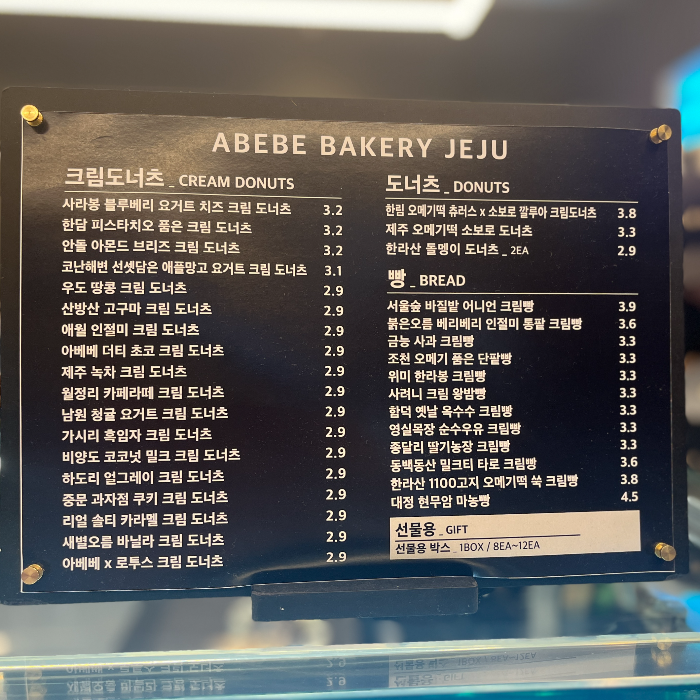 ABEBE BAKERY JEJU
크림도너츠 _ CREAM DONUTS
사라봉 블루베리 요거트 치즈 크림 도너츠 3.2
한담 피스타치오 품은 크림 도너츠 3.2
안돌 아몬드 브리즈 크림 도너츠 3.2
코난해변 선셋담은 애플망고 요거트 크림 도너츠 3.1
우도 땅콩 크림 도너츠 2.9
산방산 고구마 크림 도너츠 2.9
애월 인절미 크림 도너츠 2.9
아베베 더티 초코 크림 도너츠 2.9
제주 녹차 크림 도너츠 2.9
월정리 카페라떼 크림 도너츠 2.9
남원 청귤 요거트 크림 도너츠 2.9
가시리 흑임자 크림 도너츠 2.9
비양도 코코넛 밀크 크림 도너츠 2.9
하도리 얼그레이 크림 도너츠 2.9
중문 과자점 쿠키 크림 도너츠 2.9
리얼 솔티 카라멜 크림 도너츠 2.9
새별오름 바닐라 크림 도너츠 2.9
아베베 x 로투스 크림 도너츠 2.9
도너츠 _ DONUTS
한림 오메기떡 츄러스 x 소보로 깔루아 크림도너츠 3.8
제주 오메기떡 소보로 도너츠 3.3
한라산 돌멩이 도너츠 _ 2EA 2.9
빵 _ BREAD
서울숲 바질밭 어니언 크림빵 3.9
붉은오름 베리베리 인절미 통팥 크림빵 3.6
금능 사과 크림빵 3.3
조천 오메기 품은 단팥빵 3.3
위미 한라봉 크림빵 3.3
사려니 크림 왕밤빵 3.3
함덕 옛날 옥수수 크림빵 3.3
영실목장 순수우유 크림빵 3.3
종달리 딸기농장 크림빵 3.3
동백동산 밀크티 타로 크림빵 3.6
한라산 1100고지 오메기떡 쑥 크림빵 3.8
대정 현무암 마농빵 4.5
선물용 _ GIFT
선물용 박스 _ 1BOX / 8EA~12EA